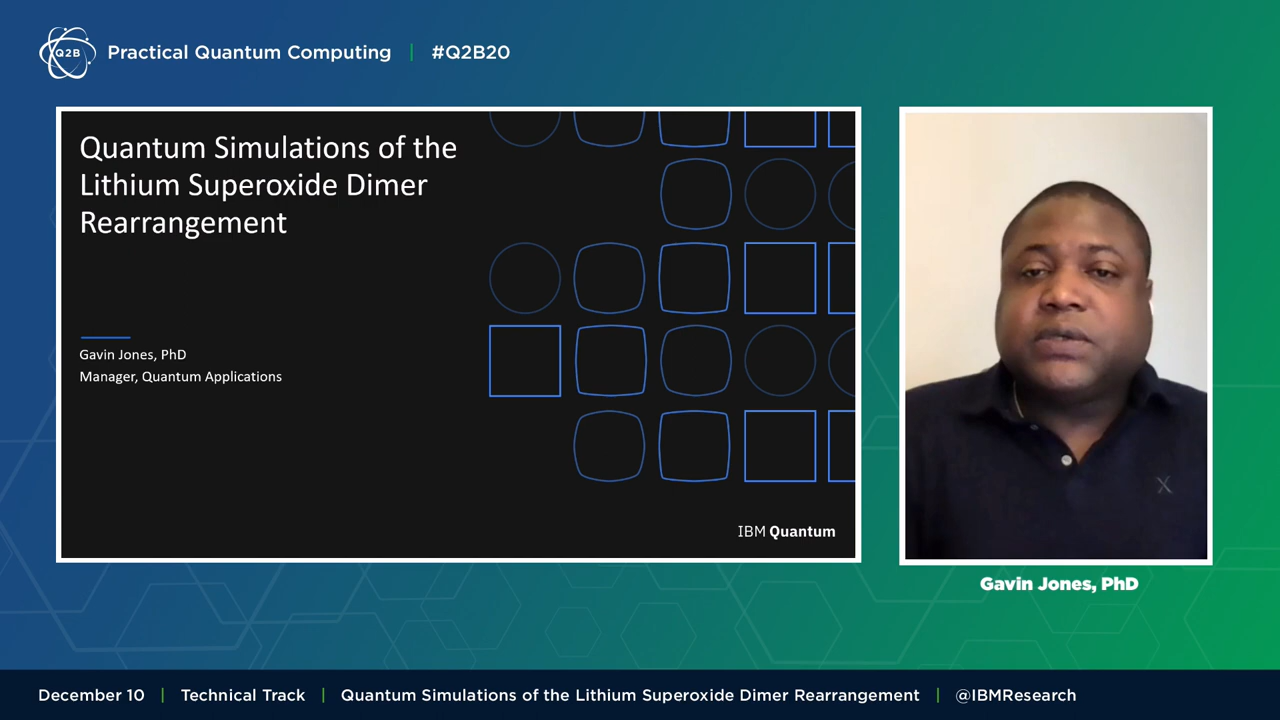 Q2B Practical Quantum Computing | #Q2B20
Quantum Simulations of the
Lithium Superoxide Dimer
Rearrangement
Gavin Jones, PhD
Manager, Quantum Applications
IBM Quantum
X
Gavin Jones, PhD
December 10 | Technical Track | Quantum Simulations of the Lithium Superoxide Dimer Rearrangement | @IBMResearch